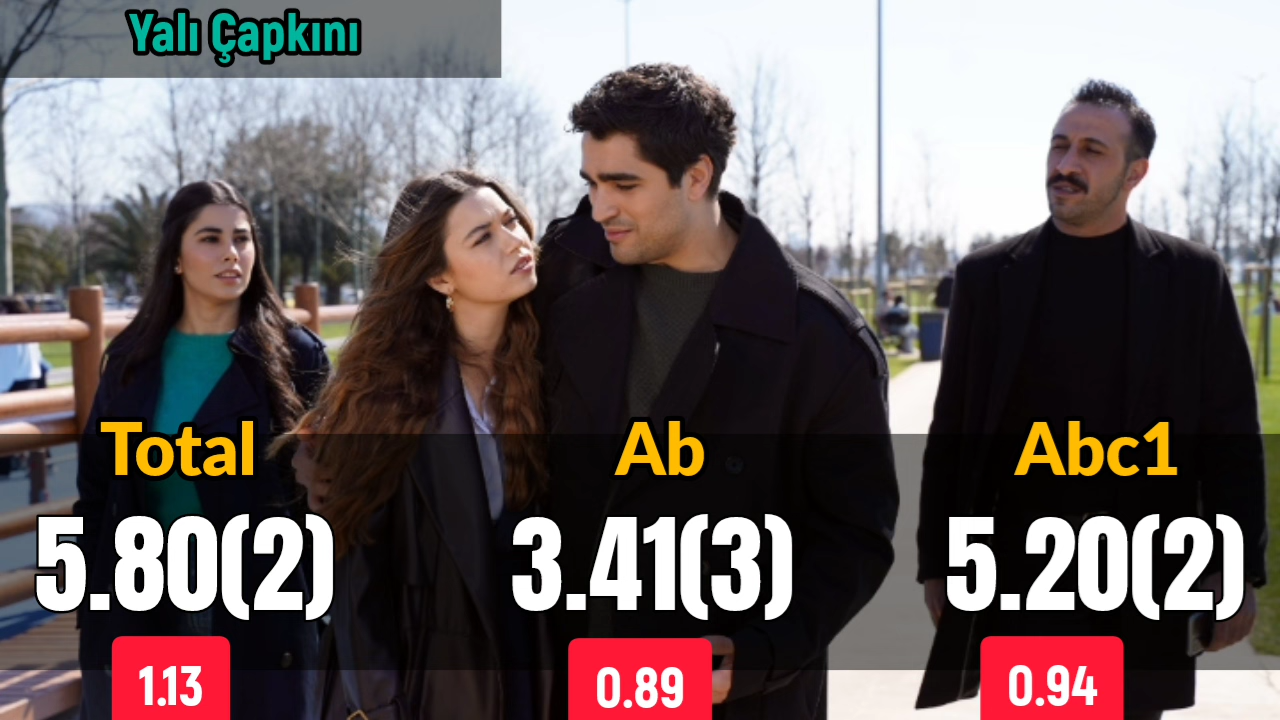 Yalı Çapkını
Total Ab Abc1
5.80(2) 3.41(3) 5.20(2)
1.13 0.89 0.94